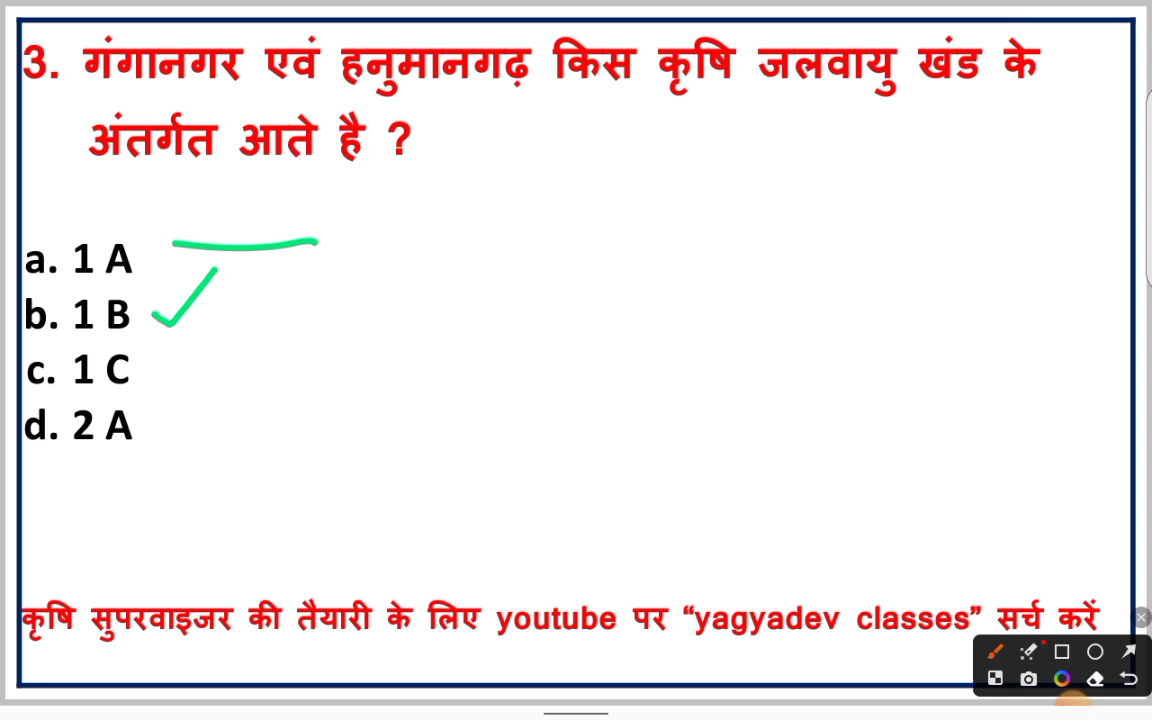 3. गंगानगर एवं हनुमानगढ़ किस कृषि जलवायु खंड के
अंतर्गत आते है ?
a. 1 A
b. 1 B
c. 1 C
d. 2 A
कृषि सुपरवाइजर की तैयारी के लिए youtube पर “yagyadev classes” सर्च करें